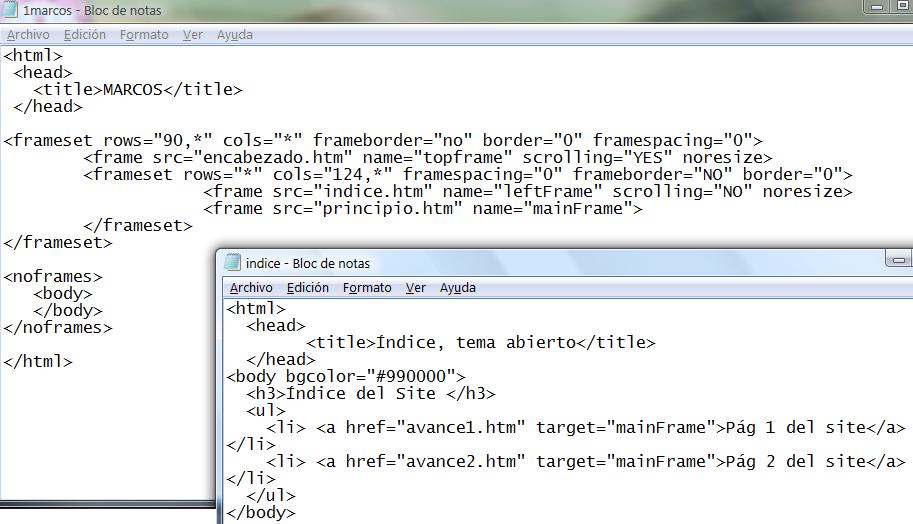 1marcos - Bloc de notas
Archivo Edición Formato Ver Ayuda
<html>
 <head>
   <title>MARCOS</title>
 </head>

<frameset rows="90,*" cols="*" frameborder="no" border="0" framespacing="0">
        <frame src="encabezado.htm" name="topframe" scrolling="YES" noresize>
        <frameset rows="*" cols="124,*" framespacing="0" frameborder="NO" border="0">
                    <frame src="indice.htm" name="leftFrame" scrolling="NO" noresize>
                    <frame src="principio.htm" name="mainFrame">
        </frameset>
</frameset>

<noframes>
   <body>
   </body>
</noframes>

</html>
indice - Bloc de notas
Archivo Edición Formato Ver Ayuda
<html>
  <head>
        <title>Índice, tema abierto</title>
  </head>
<body bgcolor="#990000">
  <h3>Índice del Site </h3>
  <ul>
    <li> <a href="avance1.htm" target="mainFrame">Pág 1 del site</a>
</li>
    <li> <a href="avance2.htm" target="mainFrame">Pág 2 del site</a>
</li>
  </ul>
</body>